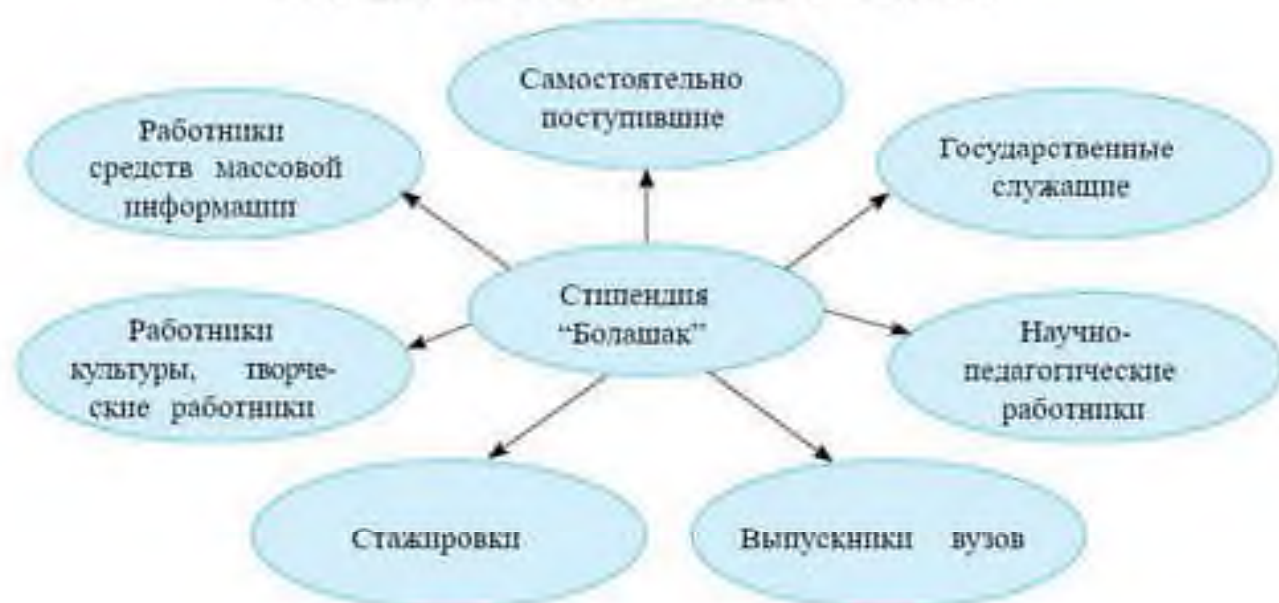 Самостоятельно
поступившие
Работники
средств массовой
информации
Государственные
служащие
Стипендия
“Болашак”
Работники
культуры, творче-
ские работники
Научно-
педагогические
работники
Стажировки
Выпускники вузов